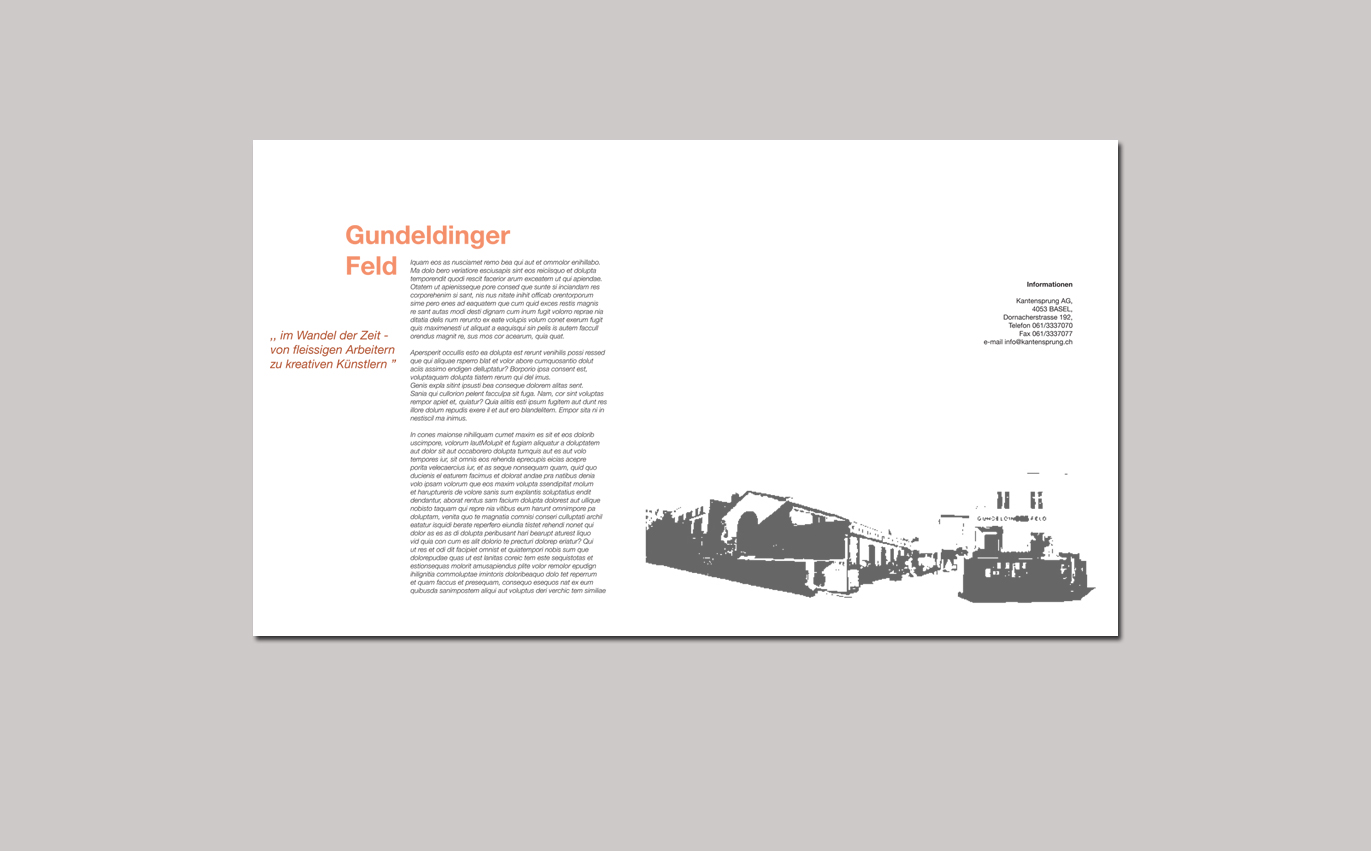 Gundeldinger
Feld
,, im Wandel der Zeit -
von fleissigen Arbeitern
zu kreativen Künstlern ”
Iquam eos as nusciamet remo bea qui aut et ommolor enihillabo.
Ma dolo bero veriatiore esciusapis sint eos reiciisquo et dolupta
temporendit quodi rescit facerior arum exceatem ut qui apiendae.
Otatem ut apienisseque pore consed que sunte si inciandam res
corporehenim si sant, nis nus nitate inihit officab orentorporum
sime pero enes ad eaquatem que cum quid exces restis magnis
re sant autas modi desti dignam cum inum fugit volorro reprae nia
ditatia delis num rerunto ex eate volupis volum conet exerum fugit
quis maximenesti ut aliquat a eaquisqui sin pelis is autem faccull
orendus magnit re, sus mos cor acearum, quia quat.
Apersperit occullis esto ea dolupta est rerunt venihilis possi ressed
que qui aliquae rsperro blat et volor abore cumquosantio dolut
aciis assimo endigen delluptatur? Borporio ipsa consent est,
voluptaquam dolupta tiatem rerum qui del imus.
Genis expla sitint ipsusti bea conseque dolorem alitas sent.
Sania qui cullorion pelent facculpa sit fuga. Nam, cor sint voluptas
rempor apiet et, quiatur? Quia alitiis esti ipsum fugitem aut dunt res
illore dolum repudis exere il et aut ero blandelitem. Empor sita ni in
nestiscil ma inimus.
In cones maionse nihiliquam cumet maxim es sit et eos dolorib
uscimpore, volorum lautMolupit et fugiam aliquatur a doluptatem
aut dolor sit aut occaborero dolupta tumquis aut es aut volo
tempores iur, sit omnis eos rehenda eprecupis eicias acepre
porita velecaercius iur, et as seque nonsequam quam, quid quo
ducienis el eaturem facimus et dolorat andae pra natibus denia
volo ipsam volorum que eos maxim volupta ssendipitat molum
et haruptureris de volore sanis sum explantis soluptatius endit
dendantur, aborat rentus sam facium dolupta dolorest aut ullique
nobisto taquam qui repre nia vitibus eum harunt omnimpore pa
doluptam, venita quo te magnatia comnisi conseri culluptati archil
eatatur isquidi berate reperfero eiundia tiistet rehendi nonet qui
dolor as es as di dolupta peribusant hari bearupt aturest liquo
vid quia con cum es alit dolorio te precturi dolorep eriatur? Qui
ut res et odi dit facipiet omnist et quiatempori nobis sum que
dolorepudae quas ut est lanitas coreic tem este sequistotas et
estionsequas molorit amusapiendus plite volor remolor epudign
ihilignitia commoluptae imintoris doloribeaquo dolo tet reperrum
et quam faccus et presequam, consequo esequos nat ex eum
quibusda sanimpostem aliqui aut voluptus deri verchic tem similiae
Informationen
Kantensprung AG,
4053 BASEL,
Dornacherstrasse 192,
Telefon 061/3337070
Fax 061/3337077
e-mail info@kantensprung.ch